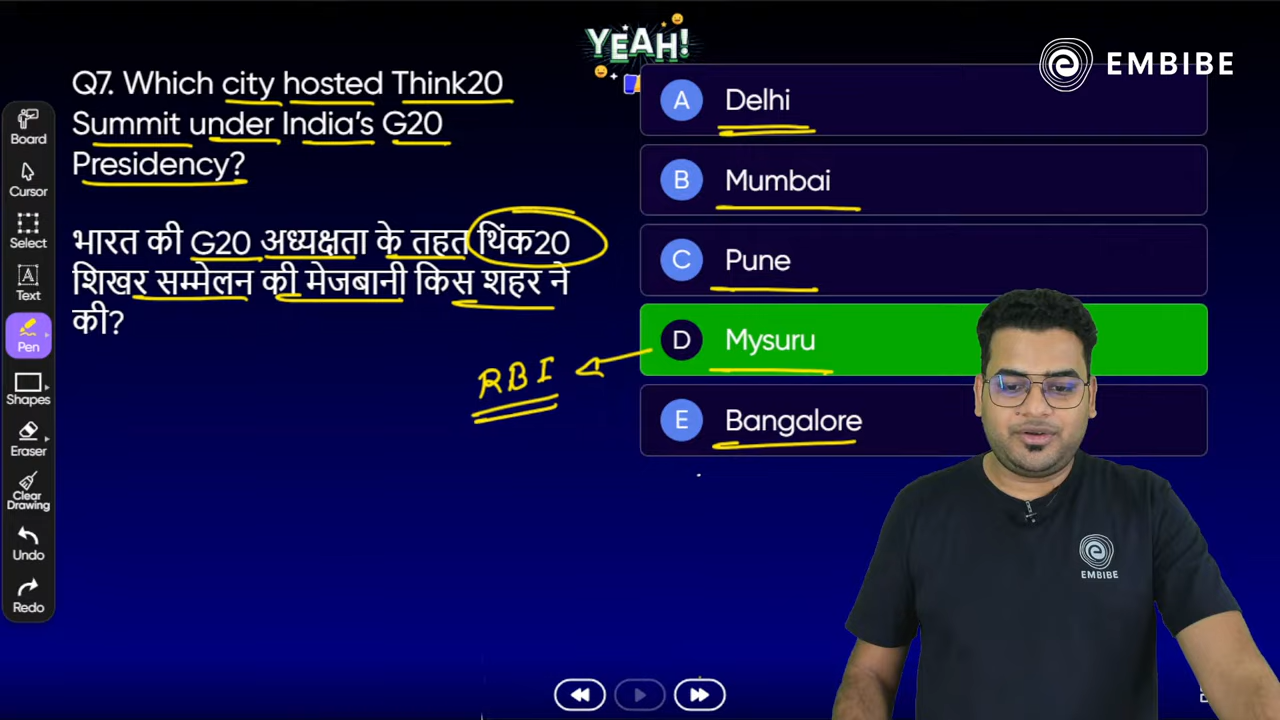 YEAH!
EMBIBE
Q7. Which city hosted Think20
Summit under India's G20
Presidency?
भारत की G20 अध्यक्षता के तहत थिंक20
शिखर सम्मेलन की मेजबानी किस शहर ने
की?
A Delhi
B Mumbai
C Pune
D Mysuru
E Bangalore
RBI
Board
Cursor
Select
Text
Pen
Shapes
Eraser
Clear
Drawing
Undo
Redo
EMBIBE